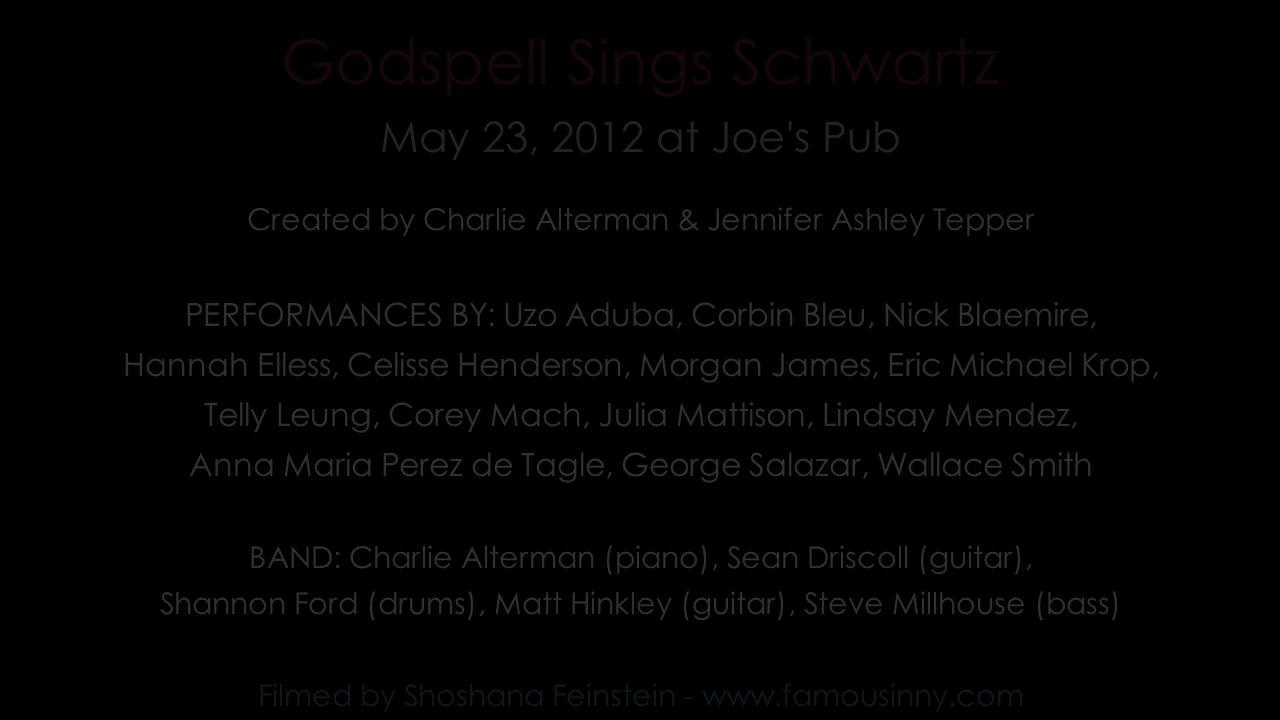 Godspell Sings Schwartz
May 23, 2012 at Joe's Pub
Created by Charlie Alterman & Jennifer Ashley Tepper
PERFORMANCES BY: Uzo Aduba, Corbin Bleu, Nick Blaemire,
Hannah Elless, Celisse Henderson, Morgan James, Eric Michael Krop,
Telly Leung, Corey Mach, Julia Mattison, Lindsay Mendez,
Anna Maria Perez de Tagle, George Salazar, Wallace Smith
BAND: Charlie Alterman (piano), Sean Driscoll (guitar),
Shannon Ford (drums), Matt Hinkley (guitar), Steve Millhouse (bass)
Filmed by Shoshana Feinstein - www.famousinny.com